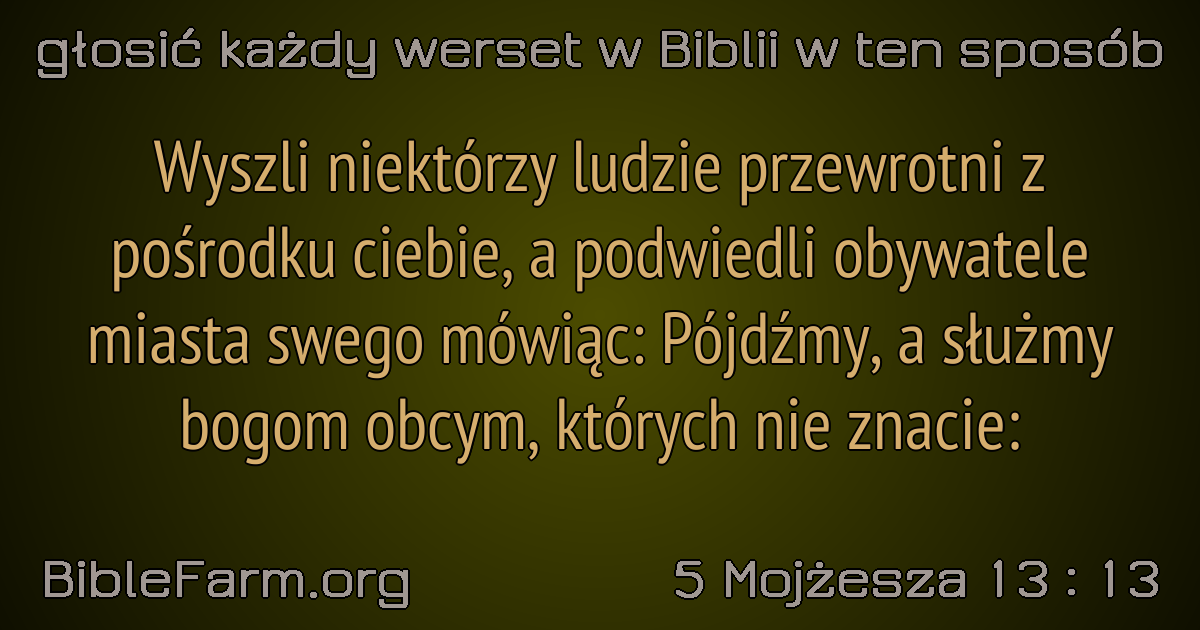 głosić każdy werset w Biblii w ten sposób
Wyszli niektórzy ludzie przewrotni z
pośrodku ciebie, a podwiedli obywatele
miasta swego mówiąc: Pójdźmy, a służmy
bogom obcym, których nie znacie:
BibleFarm.org
5 Mojżesza 13 : 13